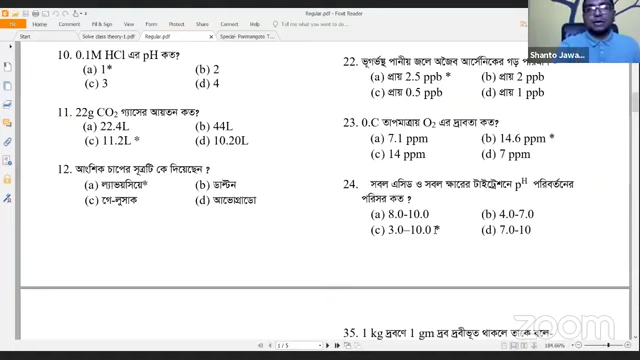 Regular.pdf - Foxit Reader
File Home Comment Fill & Sign View Form Protect Share Help Tell me what you want to do...
Start Solve class theory-1.pdf Regular.pdf Special- Permangate T
Shanto Jawa...
10. 0.1M HCl এর pH কত?
(a) 1* (b) 2
(c) 3 (d) 4
11. 22g CO2 গ্যাসের আয়তন কত?
(a) 22.4L (b) 44L
(c) 11.2L * (d) 10.20L
12. আংশিক চাপের সূত্রটি কে দিয়েছেন ?
(a) ল্যাভয়সিয়ে* (b) ডাল্টন
(c) গে-লুসাক (d) আভোগ্রাডো
22. ভূগর্ভস্থ পানীয় জলে অজৈব আর্সেনিকের গড়
(a) প্রায় 2.5 ppb * (b) প্রায় 2 ppb
(c) প্রায় 0.5 ppb (d) প্রায় 1 ppb
23. 0.C তাপমাত্রায় O2 এর দ্রাব্যতা কত?
(a) 7.1 ppm (b) 14.6 ppm *
(c) 14 ppm (d) 7 ppm
24. সবল এসিড ও সবল ক্ষারের টাইট্রেশনে pH পরিবর্তনের
পরিসর কত ?
(a) 8.0-10.0 (b) 4.0-7.0
(c) 3.0–10.0 * (d) 7.0-10
35. 1 kg দ্রবণে 1 gm দ্রব দ্রবীভূত থাকলে তাকে বলে-
zoom
1 / 5
184.66%